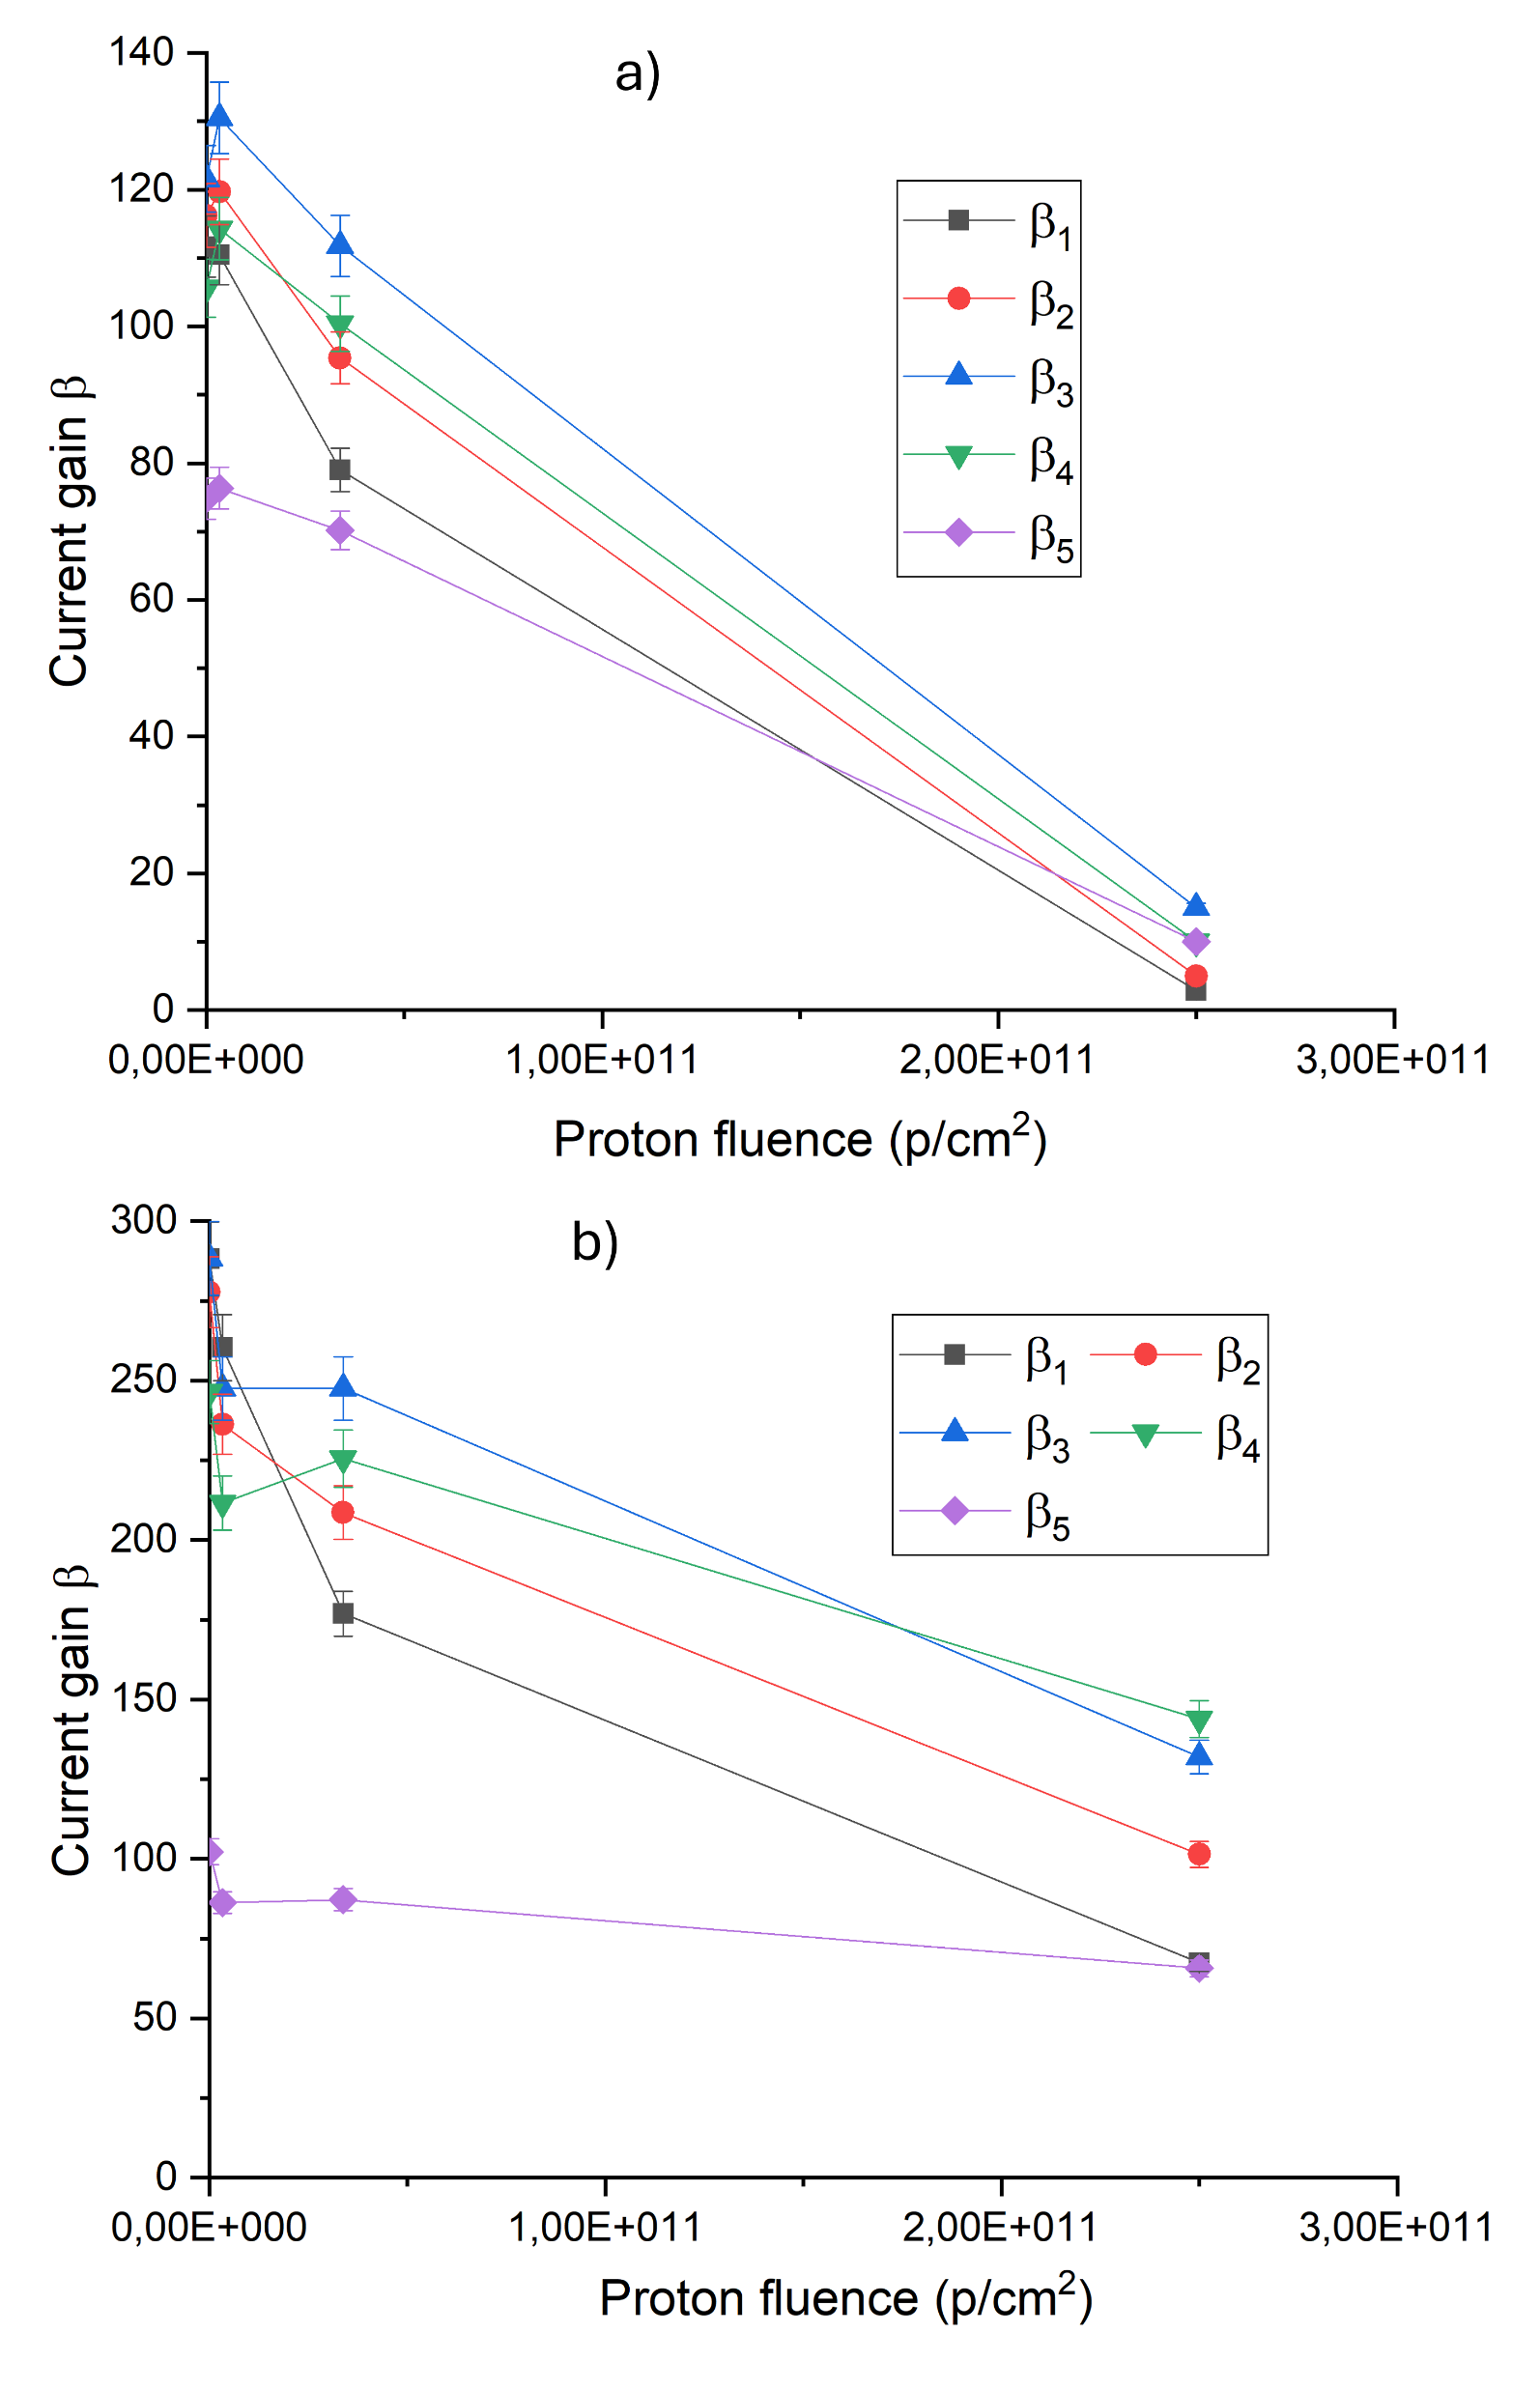 a)
140
120
100
80
60
40
20
0
Current gain β
β1
β2
β3
β4
β5
0,00E+000 1,00E+011 2,00E+011 3,00E+011
Proton fluence (p/cm²)
b)
300
250
200
150
100
50
0
Current gain β
β1 β2
β3 β4
β5
0,00E+000 1,00E+011 2,00E+011 3,00E+011
Proton fluence (p/cm²)